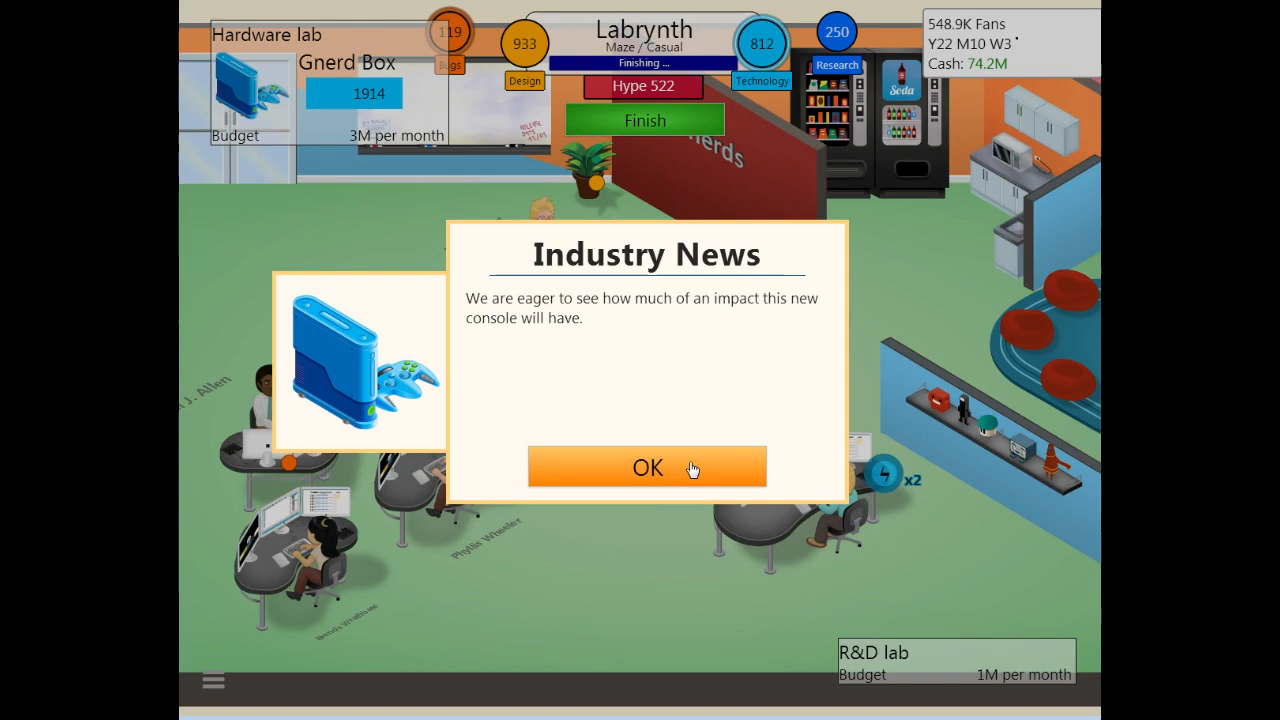 Hardware lab
Gnerd Box
1914
Budget 3M per month
119
Bugs
933
Design
Labrynth
Maze / Casual
Finishing ...
Hype 522
Finish
812
Technology
250
Research
548.9K Fans
Y22 M10 W3
Cash: 74.2M
Soda
RELEASE
DATE
Industry News
We are eager to see how much of an impact this new
console will have.
OK
J. Allen
Phyllis Wheeler
x2
R&D lab
Budget 1M per month